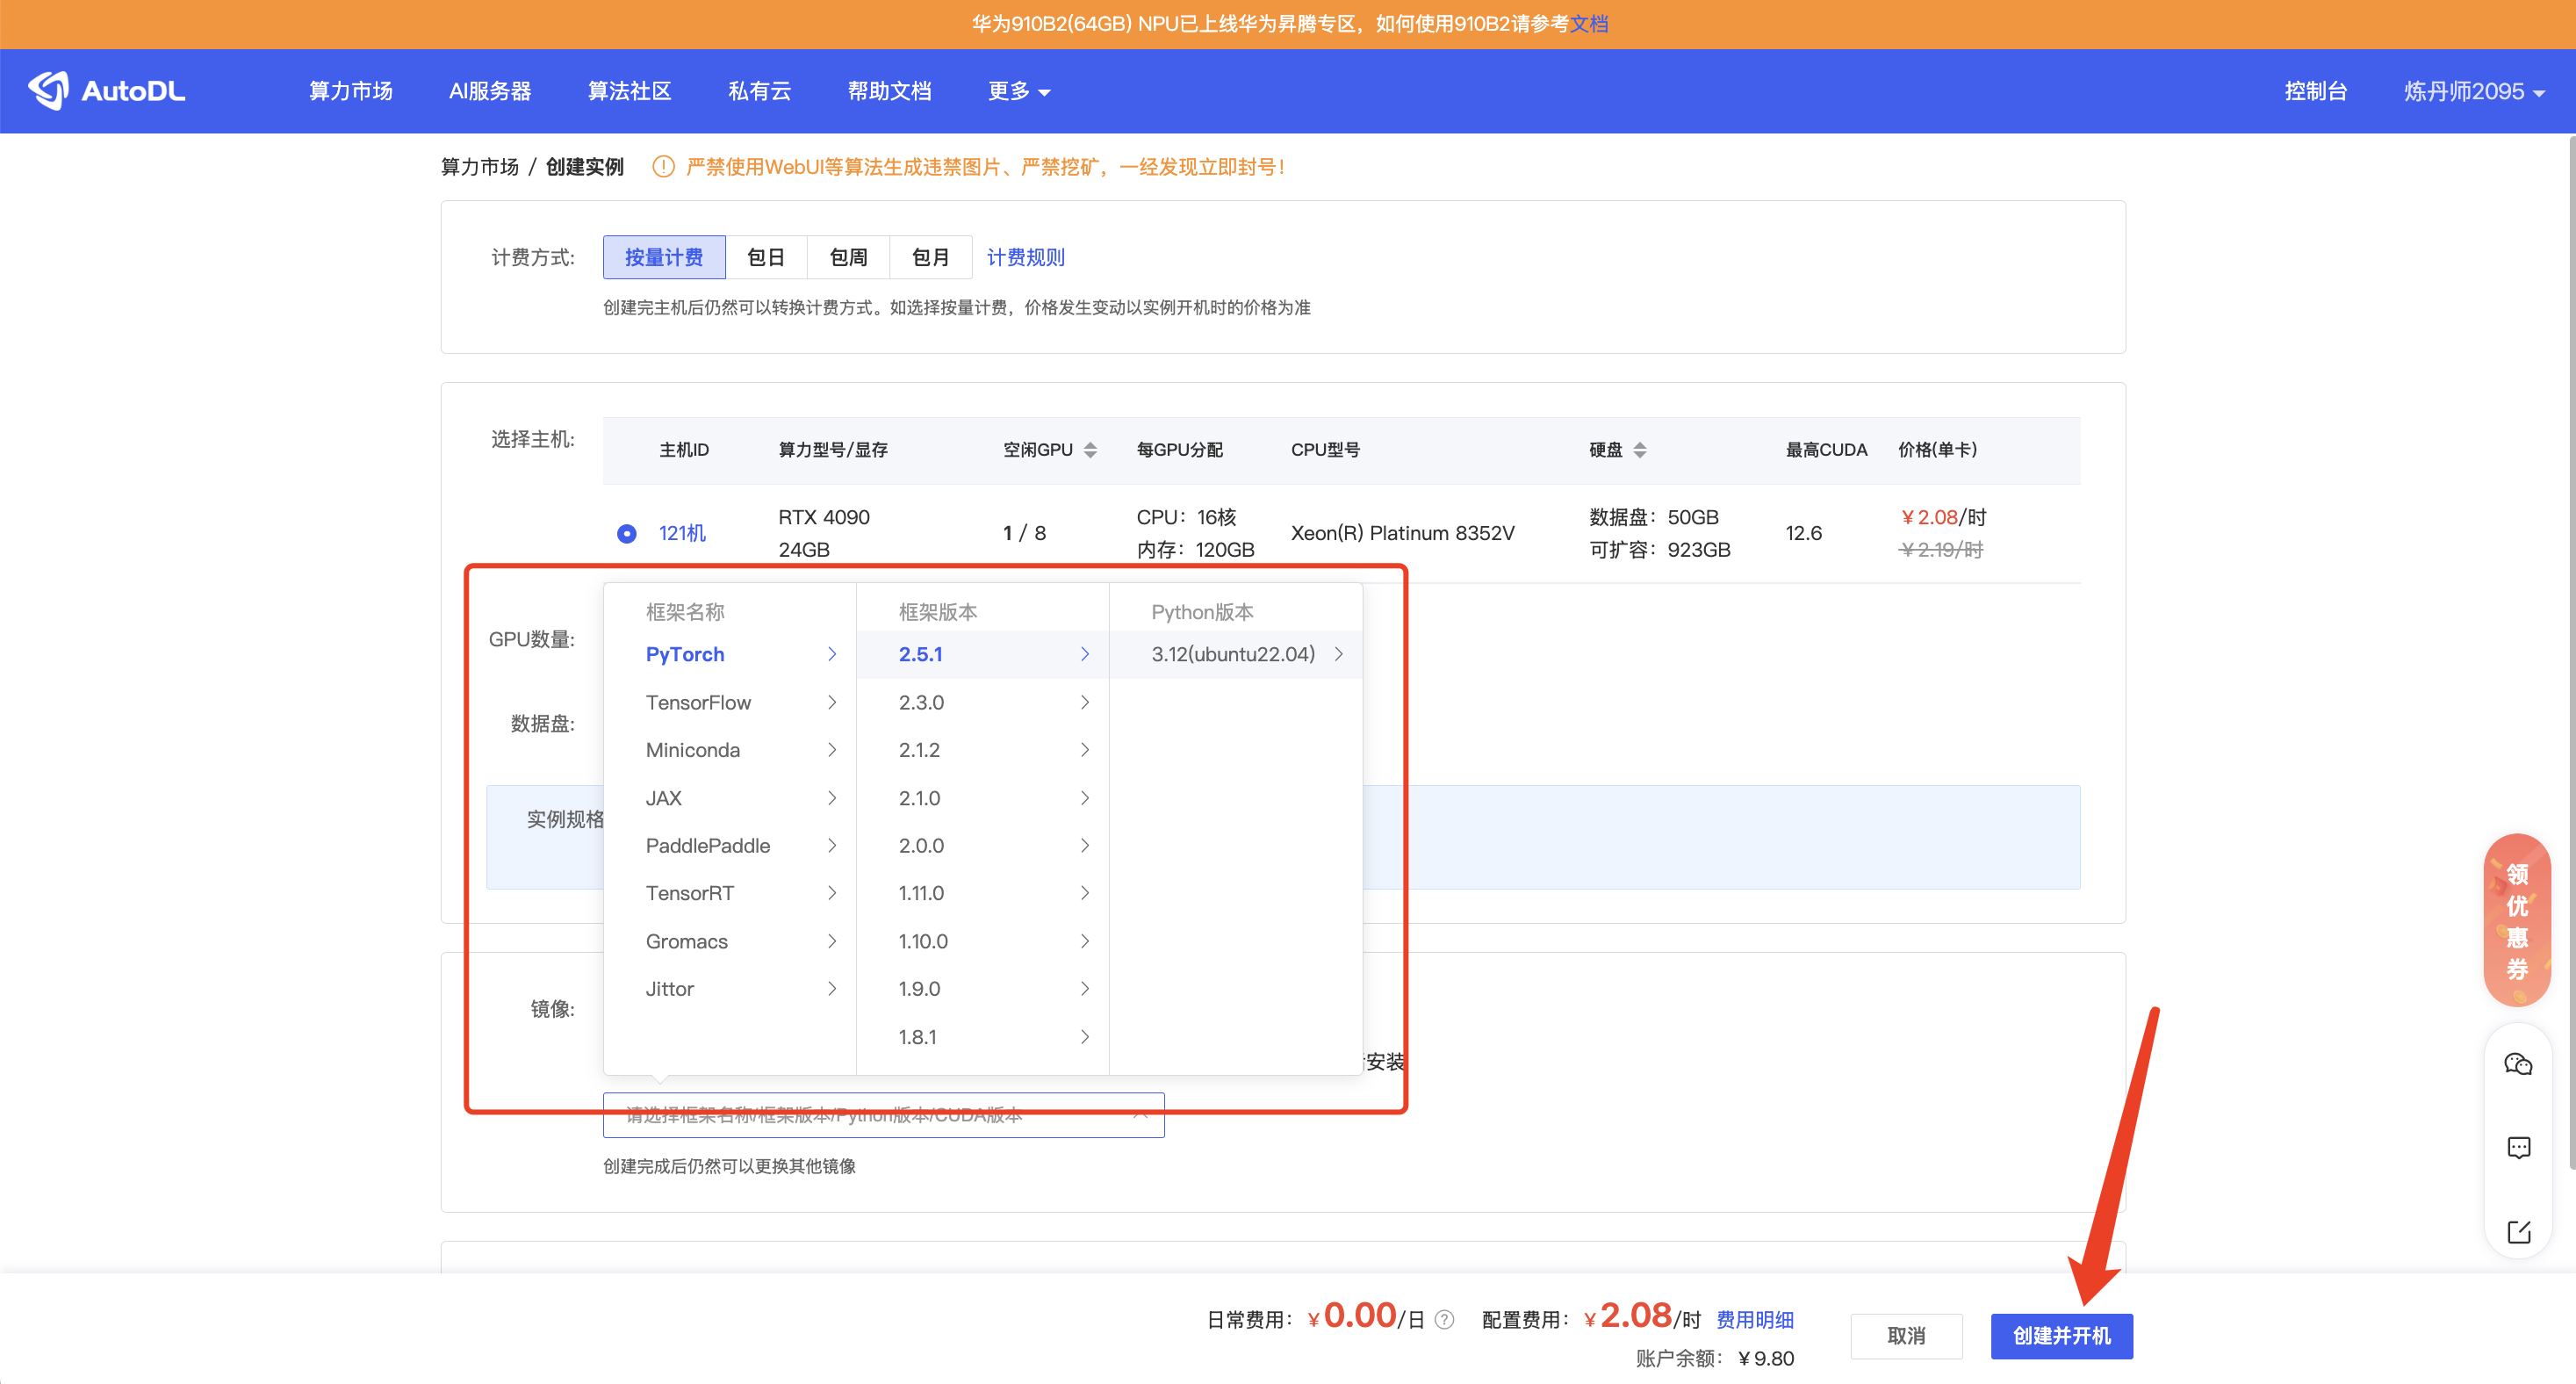 华为910B2(64GB) NPU已上线华为昇腾专区，如何使用910B2请参考文档
AutoDL 算力市场 AI服务器 算法社区 私有云 帮助文档 更多 控制台 炼丹师2095
算力市场 / 创建实例 严禁使用WebUI等算法生成违禁图片、严禁挖矿，一经发现立即封号！
计费方式: 按量计费 包日 包周 包月 计费规则
创建完主机后仍然可以转换计费方式。如选择按量计费，价格发生变动以实例开机时的价格为准
选择主机: 主机ID 算力型号/显存 空闲GPU 每GPU分配 CPU型号 硬盘 最高CUDA 价格(单卡)
121机 RTX 4090 1 / 8 CPU：16核 Xeon(R) Platinum 8352V 数据盘：50GB 12.6 ￥2.08/时
24GB 内存：120GB 可扩容：923GB ￥2.19/时
框架名称 框架版本 Python版本
GPU数量:
PyTorch 2.5.1 3.12(ubuntu22.04)
TensorFlow 2.3.0
数据盘:
Miniconda 2.1.2
JAX 2.1.0
实例规格
PaddlePaddle 2.0.0
TensorRT 1.11.0
Gromacs 1.10.0
Jittor 1.9.0
镜像:
1.8.1
安装
请选择框架名称/框架版本/Python版本/CUDA版本
创建完成后仍然可以更换其他镜像
领优惠券
日常费用：￥0.00/日 ? 配置费用：￥2.08/时 费用明细
账户余额：￥9.80
取消 创建并开机